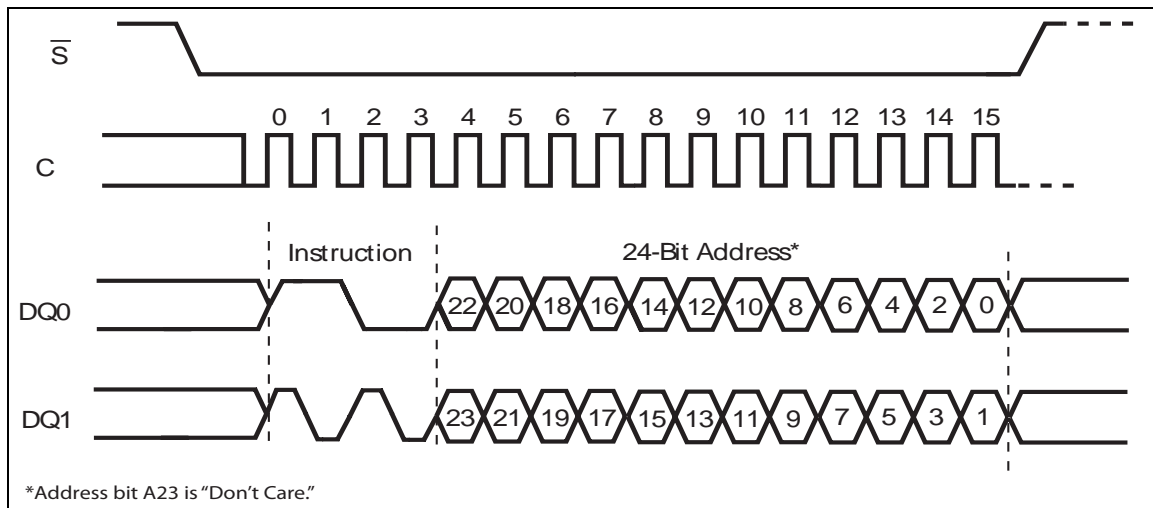 S
0 1 2 3 4 5 6 7 8 9 10 11 12 13 14 15
C
Instruction 24-Bit Address*
DQ0 22 20 18 16 14 12 10 8 6 4 2 0
DQ1 23 21 19 17 15 13 11 9 7 5 3 1
*Address bit A23 is “Don’t Care.”